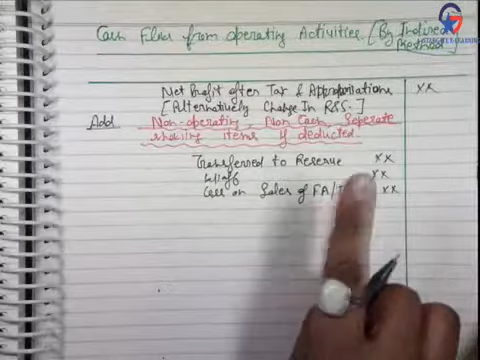 Cash Flow from operating Activities. [By Indirect Method]
Net Profit after Tax & Appropriations XX
[Alternatively Change In R&S.]
Add Non-operating, Non Cash, Seperate
showing items if deducted
Transferred to Reserve XX
w/off XX
Loss on Sales of FA/ XX